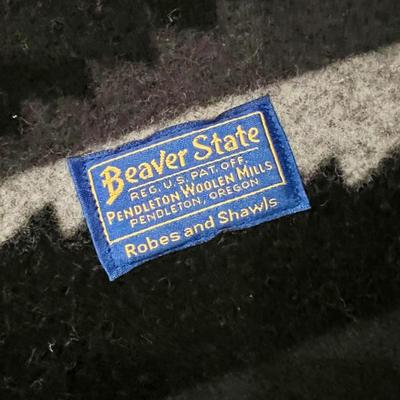 Beaver State
REG. U.S. PAT. OFF.
PENDLETON WOOLEN MILLS
PENDLETON, OREGON
Robes and Shawls